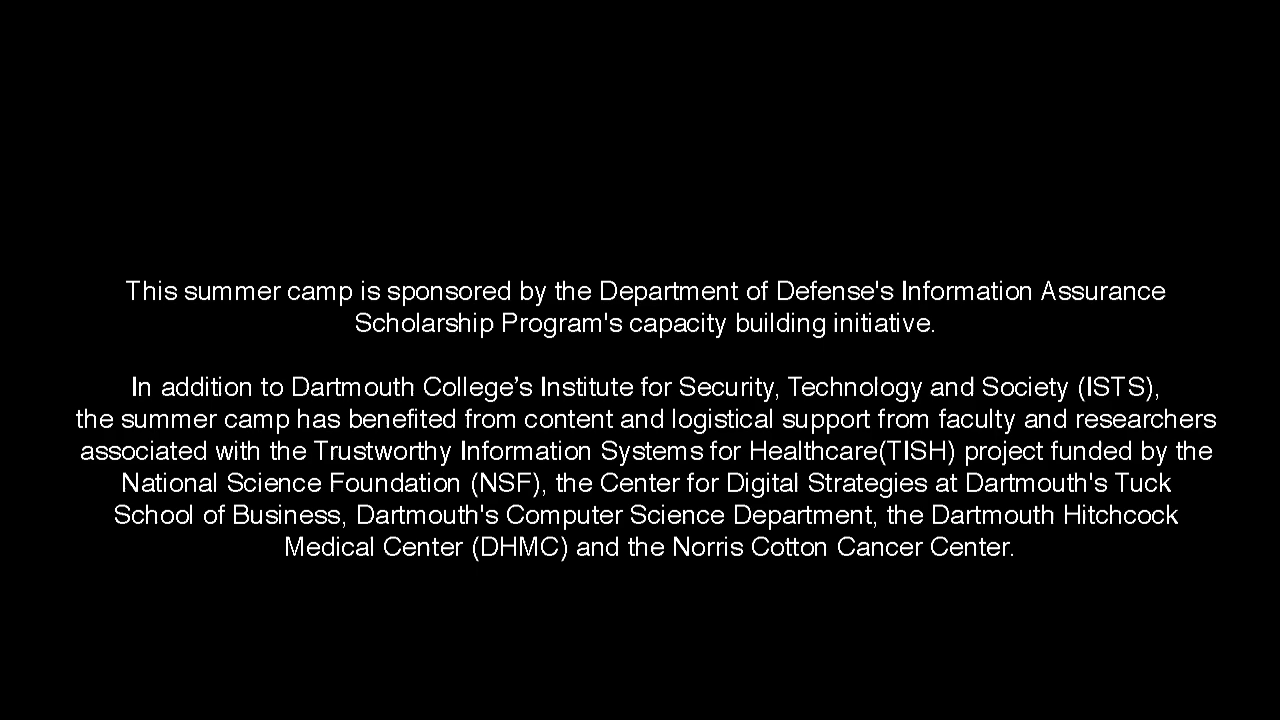 This summer camp is sponsored by the Department of Defense's Information Assurance
Scholarship Program's capacity building initiative.
In addition to Dartmouth College’s Institute for Security, Technology and Society (ISTS),
the summer camp has benefited from content and logistical support from faculty and researchers
associated with the Trustworthy Information Systems for Healthcare(TISH) project funded by the
National Science Foundation (NSF), the Center for Digital Strategies at Dartmouth's Tuck
School of Business, Dartmouth's Computer Science Department, the Dartmouth Hitchcock
Medical Center (DHMC) and the Norris Cotton Cancer Center.